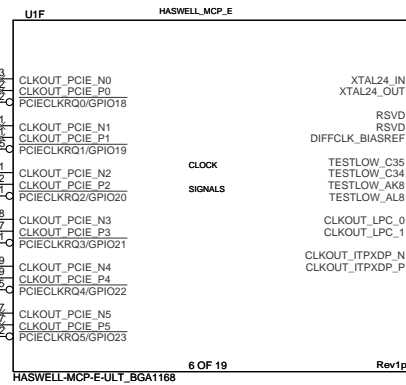 U1F
HASWELL_MCP_E
CLKOUT_PCIE_N0
CLKOUT_PCIE_P0
PCIECLKRQ0/GPIO18
CLKOUT_PCIE_N1
CLKOUT_PCIE_P1
PCIECLKRQ1/GPIO19
CLKOUT_PCIE_N2
CLKOUT_PCIE_P2
PCIECLKRQ2/GPIO20
CLKOUT_PCIE_N3
CLKOUT_PCIE_P3
PCIECLKRQ3/GPIO21
CLKOUT_PCIE_N4
CLKOUT_PCIE_P4
PCIECLKRQ4/GPIO22
CLKOUT_PCIE_N5
CLKOUT_PCIE_P5
PCIECLKRQ5/GPIO23
CLOCK
SIGNALS
XTAL24_IN
XTAL24_OUT
RSVD
RSVD
DIFFCLK_BIASREF
TESTLOW_C35
TESTLOW_C34
TESTLOW_AK8
TESTLOW_AL8
CLKOUT_LPC_0
CLKOUT_LPC_1
CLKOUT_ITPXDP_N
CLKOUT_ITPXDP_P
6 OF 19
Rev1p
HASWELL-MCP-E-ULT_BGA1168